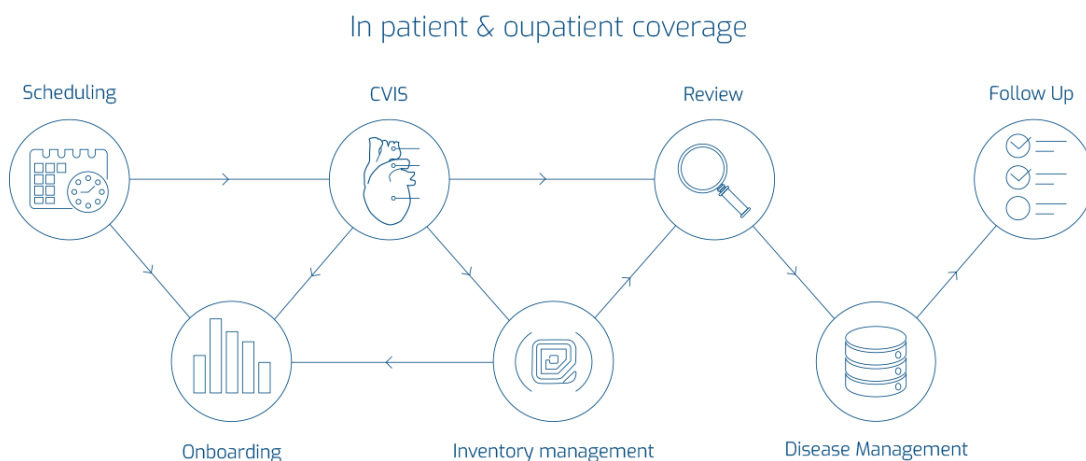 In patient & oupatient coverage
Scheduling
CVIS
Review
Follow Up
Onboarding
Inventory management
Disease Management